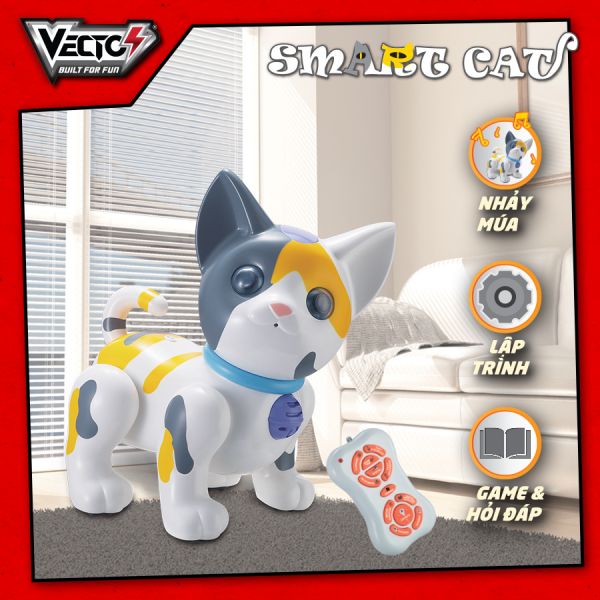 VECTO
BUILT FOR FUN
SMART CAT
NHẢY
MÚA
LẬP
TRÌNH
GAME &
HỎI ĐÁP